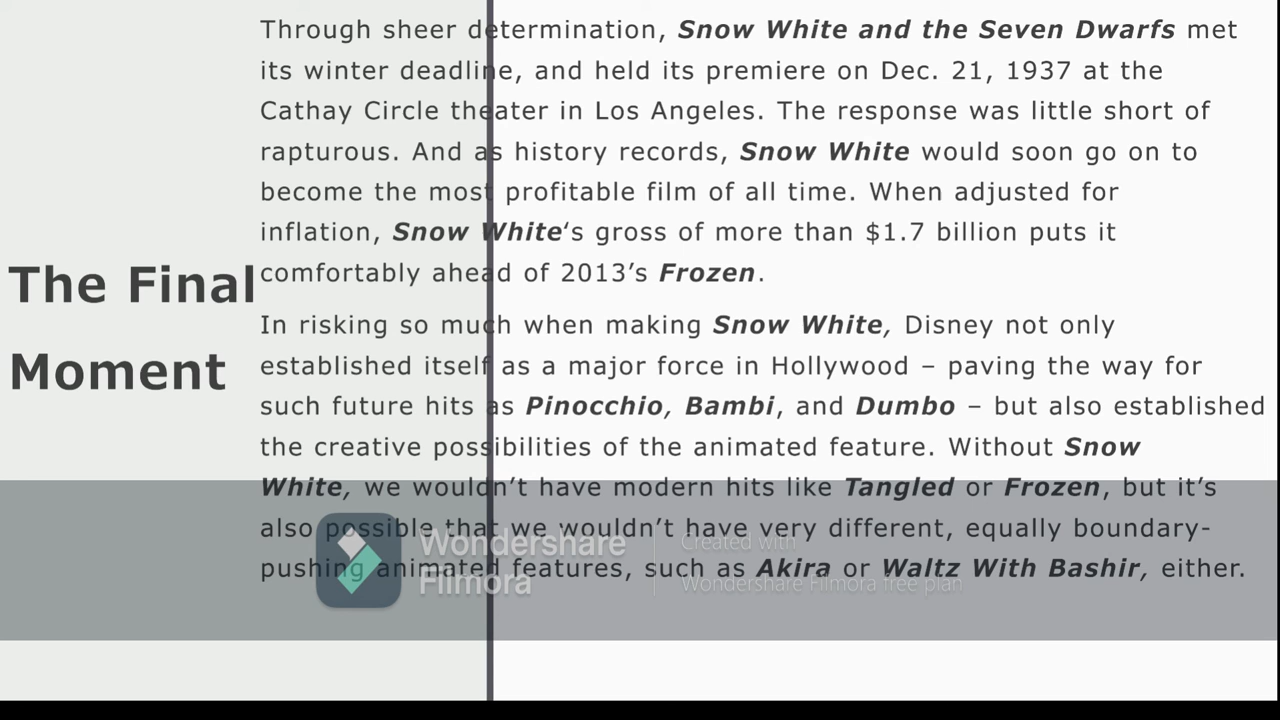 The Final
Moment
Through sheer determination, Snow White and the Seven Dwarfs met
its winter deadline, and held its premiere on Dec. 21, 1937 at the
Cathay Circle theater in Los Angeles. The response was little short of
rapturous. And as history records, Snow White would soon go on to
become the most profitable film of all time. When adjusted for
inflation, Snow White‘s gross of more than $1.7 billion puts it
comfortably ahead of 2013’s Frozen.
In risking so much when making Snow White, Disney not only
established itself as a major force in Hollywood – paving the way for
such future hits as Pinocchio, Bambi, and Dumbo – but also established
the creative possibilities of the animated feature. Without Snow
White, we wouldn’t have modern hits like Tangled or Frozen, but it’s
also possible that we wouldn’t have very different, equally boundary-
pushing animated features, such as Akira or Waltz With Bashir, either.
Wondershare
Filmora
Created with
Wondershare Filmora free plan